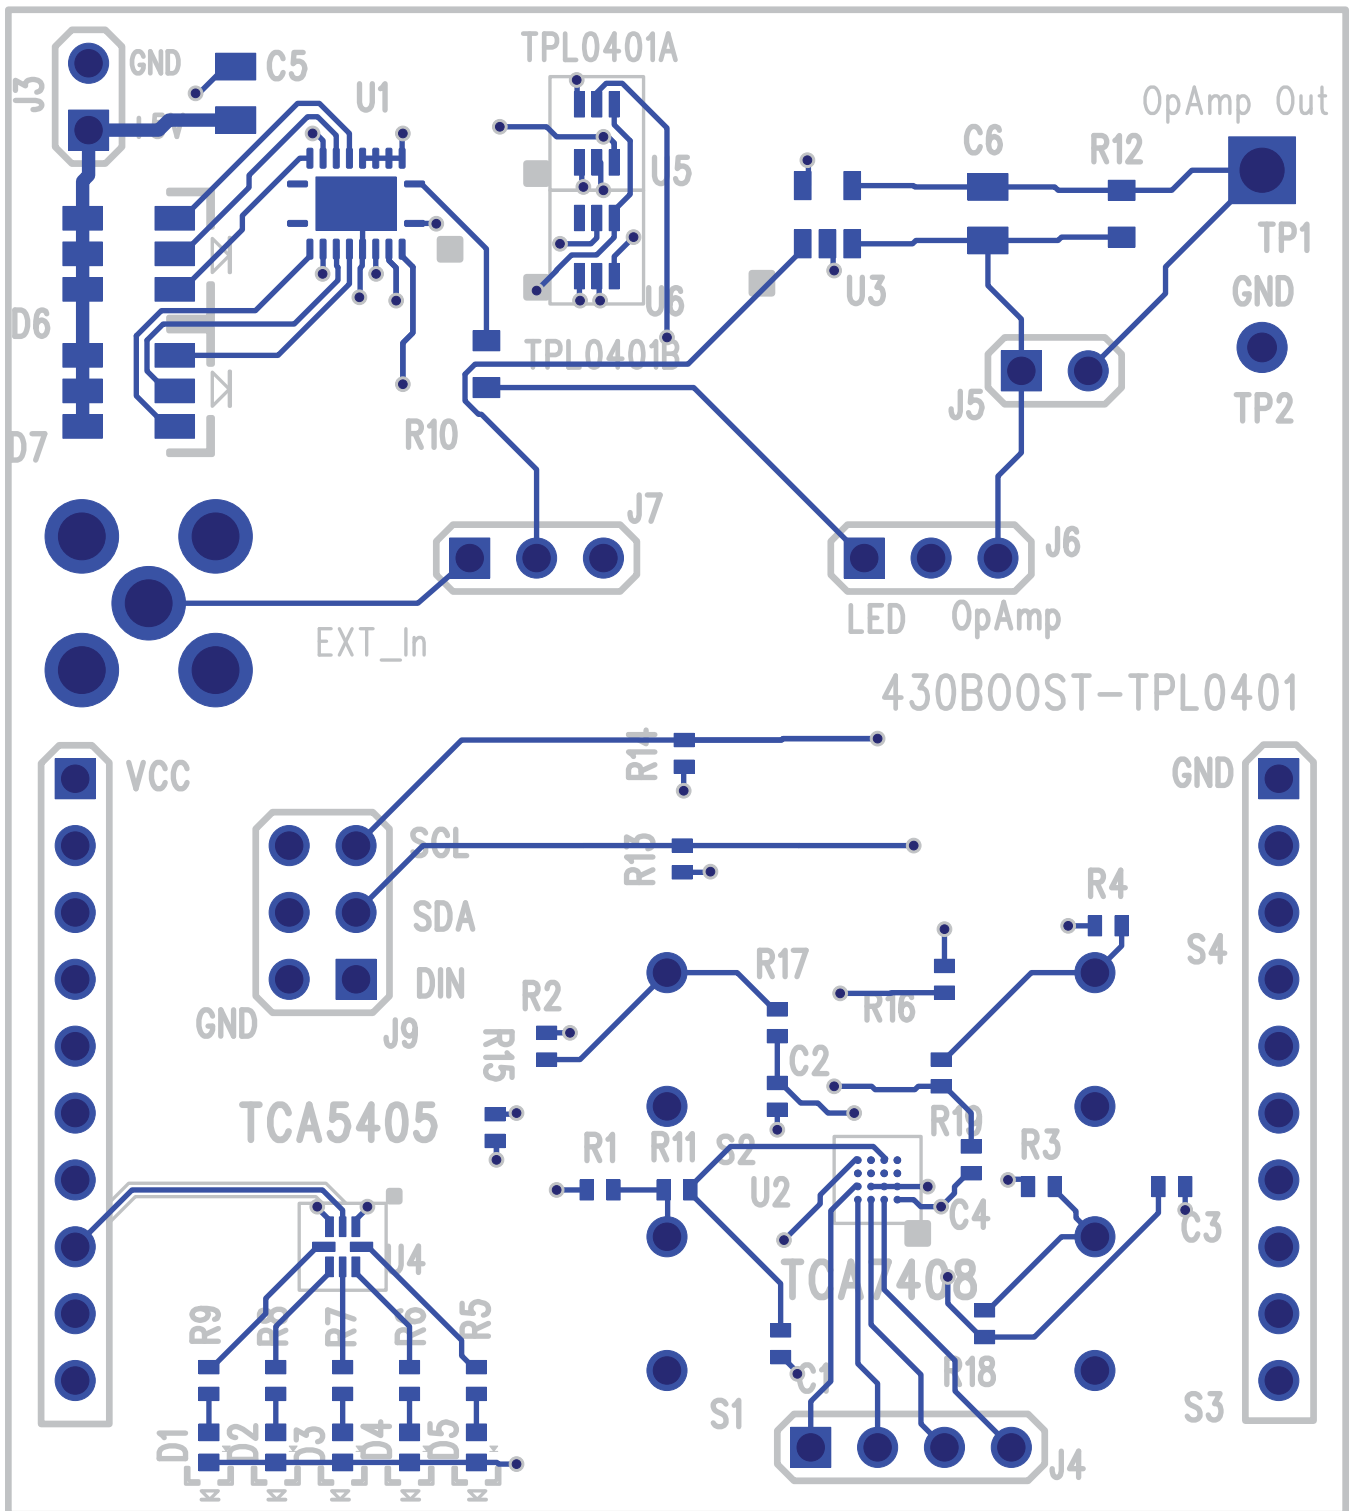 TPL0401A
J3
GND
C5
U1
+5V
OpAmp Out
C6
R12
U5
TP1
U3
U6
GND
D6
TPL0401B
J5
TP2
R10
D7
J7
J6
LED
OpAmp
EXT_In
430BOOST-TPL0401
R14
VCC
GND
SCL
R13
R4
SDA
S4
R17
DIN
R2
R16
GND
J9
R15
C2
TCA5405
R19
R1
R11
S2
R3
U2
C4
C3
U4
TCA7408
R9
R8
R7
R6
R5
C1
R18
S1
S3
D1
D2
D3
D4
D5
J4